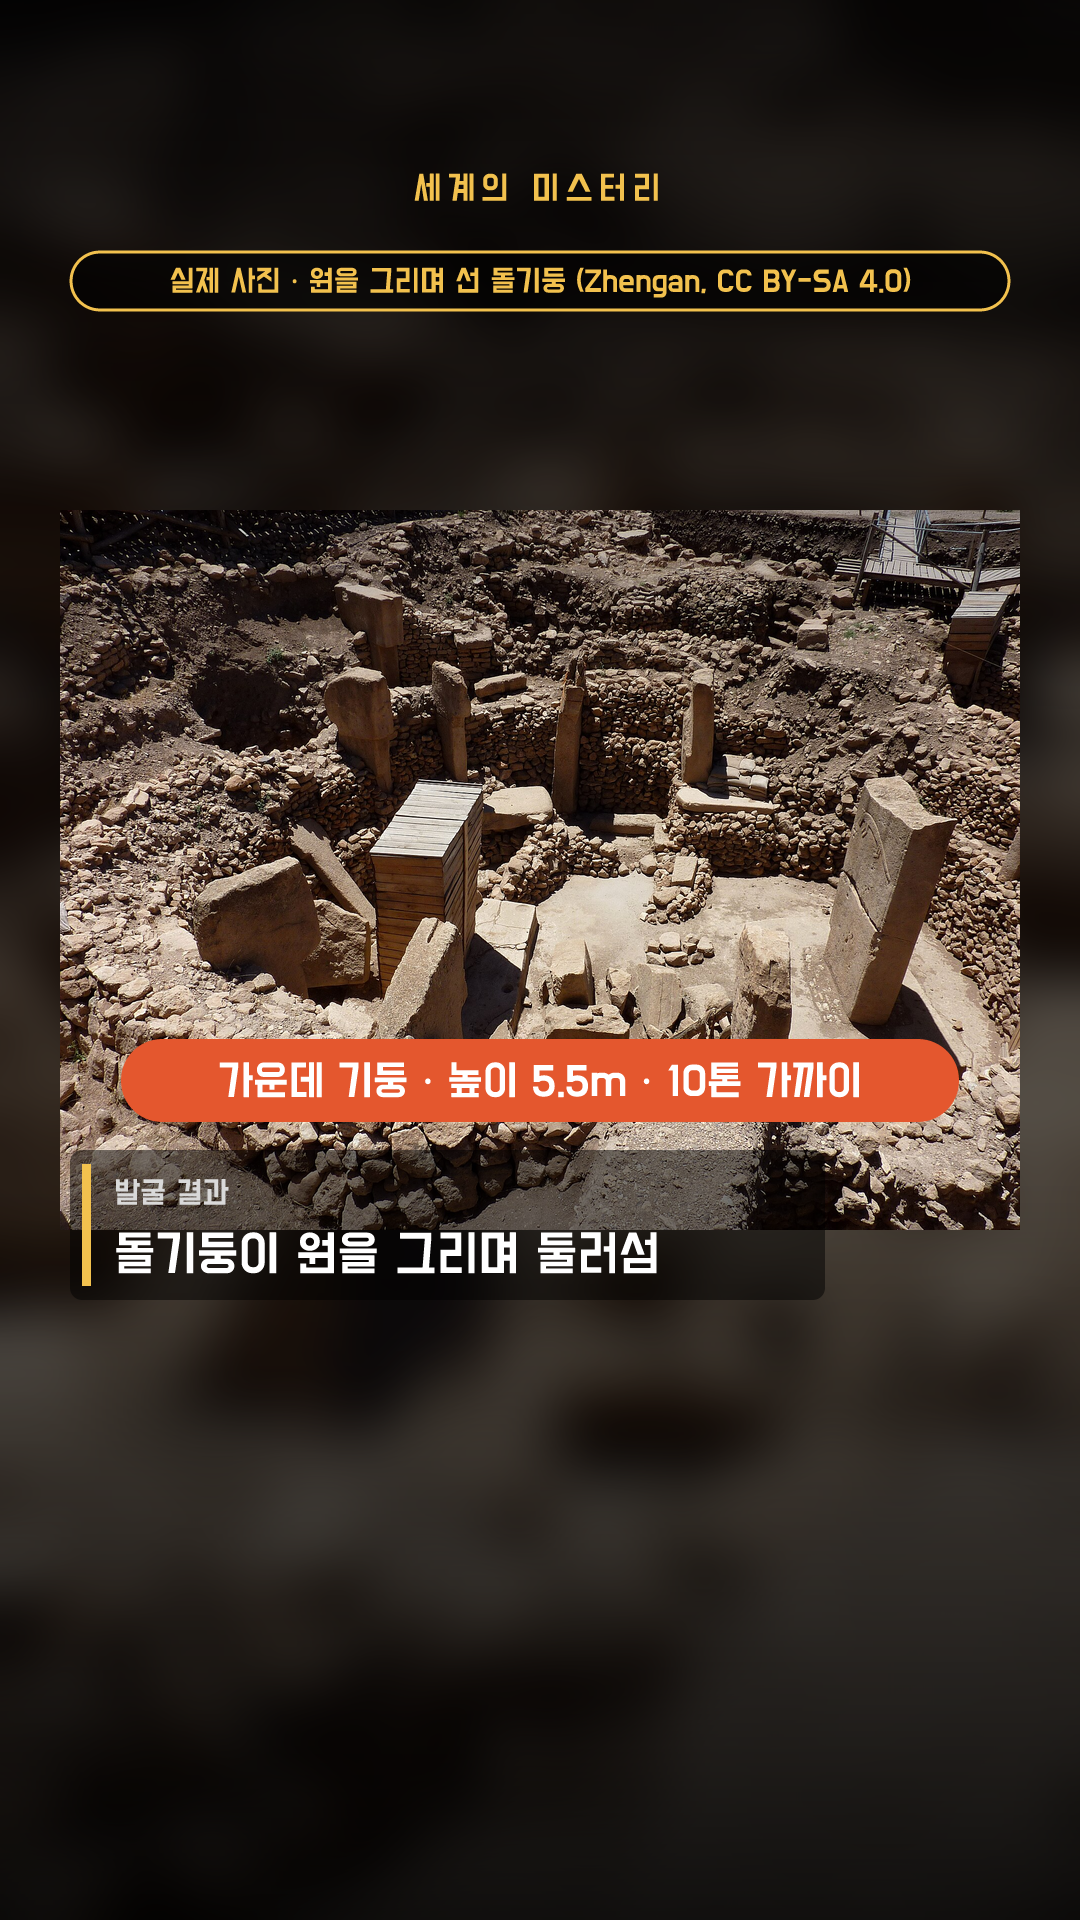 세계의 미스터리
실제 사진 · 원을 그리며 선 돌기둥 (Zhengan, CC BY-SA 4.0)
가운데 기둥 · 높이 5.5m · 10톤 가까이
발굴 결과
돌기둥이 원을 그리며 둘러섬